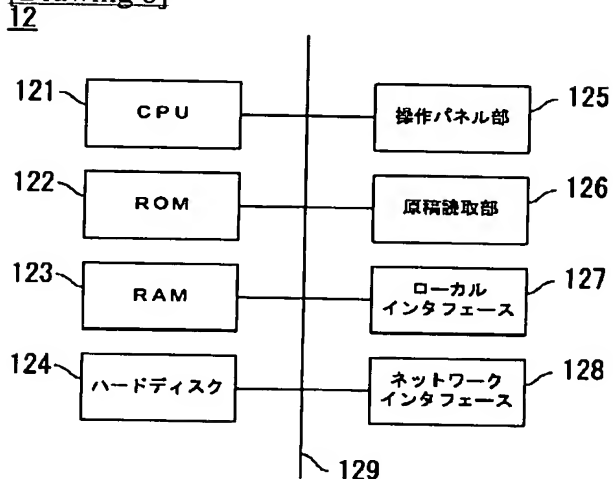 12
121
CPU
操作パネル部
125
122
ROM
原稿読取部
126
123
RAM
ローカル
インタフェース
127
124
ハードディスク
ネットワーク
インタフェース
128
129